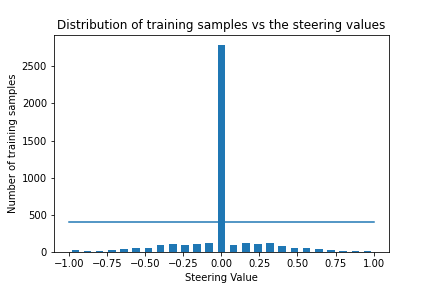 Distribution of training samples vs the steering values
Number of training samples
2500
2000
1500
1000
500
0
−1.00 −0.75 −0.50 −0.25 0.00 0.25 0.50 0.75 1.00
Steering Value